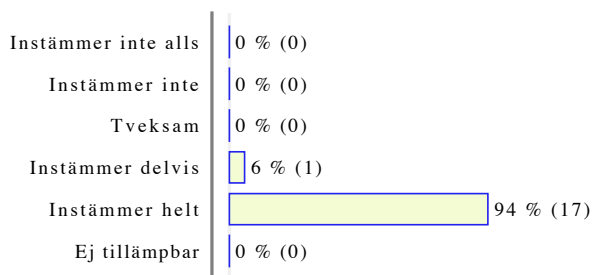 Instämmer inte alls 0 % (0)
Instämmer inte 0 % (0)
Tveksam 0 % (0)
Instämmer delvis 6 % (1)
Instämmer helt 94 % (17)
Ej tillämpbar 0 % (0)